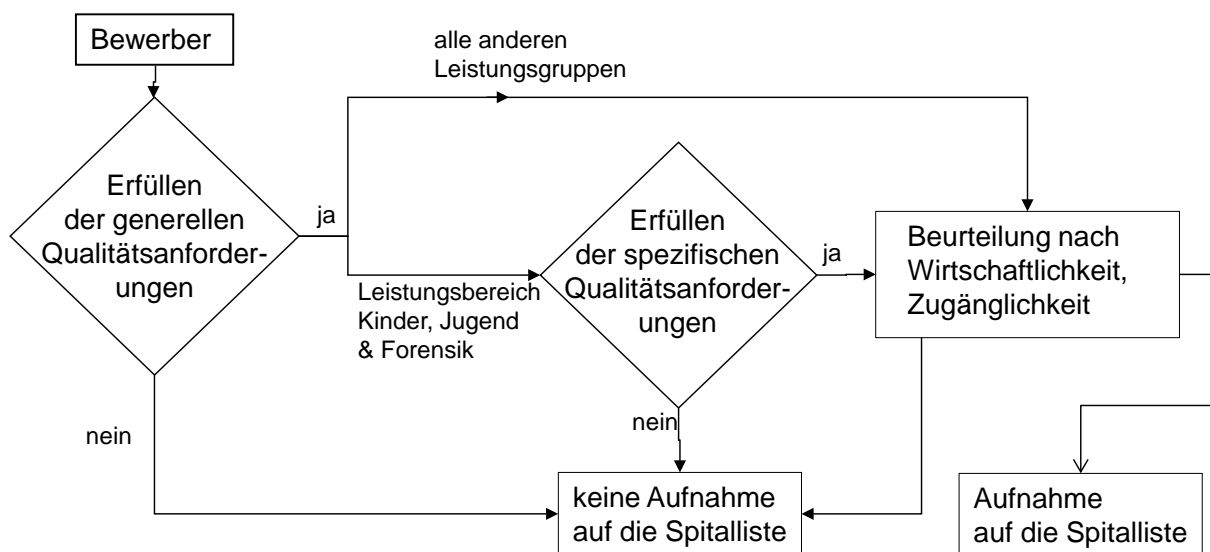 Bewerber
alle anderen
Leistungsgruppen
Erfüllen
der generellen
Qualitätsanforder-
ungen
ja
Leistungsbereich
Kinder, Jugend
& Forensik
Erfüllen
der spezifischen
Qualitätsanforder-
ungen
ja
Beurteilung nach
Wirtschaftlichkeit,
Zugänglichkeit
nein
nein
keine Aufnahme
auf die Spitalliste
Aufnahme
auf die Spitalliste